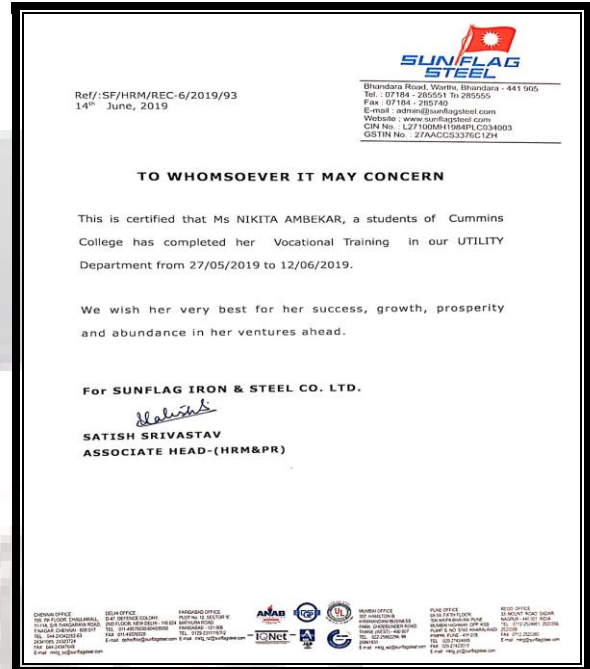 SUNFLAG
STEEL
Bhandara Road, Warthi, Bhandara - 441 905
Tel. : 07184 - 285551 To 285555
Fax : 07184 - 285740
E-mail : admin@sunflagsteel.com
Website : www.sunflagsteel.com
CIN No. : L27100MH1984PLC034003
GSTIN No. : 27AACCS3376C1ZH
Ref/:SF/HRM/REC-6/2019/93
14th June, 2019
TO WHOMSOEVER IT MAY CONCERN
This is certified that Ms NIKITA AMBEKAR, a students of Cummins
College has completed her Vocational Training in our UTILITY
Department from 27/05/2019 to 12/06/2019.
We wish her very best for her success, growth, prosperity
and abundance in her ventures ahead.
For SUNFLAG IRON & STEEL CO. LTD.
SATISH SRIVASTAV
ASSOCIATE HEAD-(HRM&PR)
CHENNAI OFFICE
DELHI OFFICE
FARIDABAD OFFICE
ANAB
DQS
UL
IQNet
MUMBAI OFFICE
PUNE OFFICE
REGD OFFICE